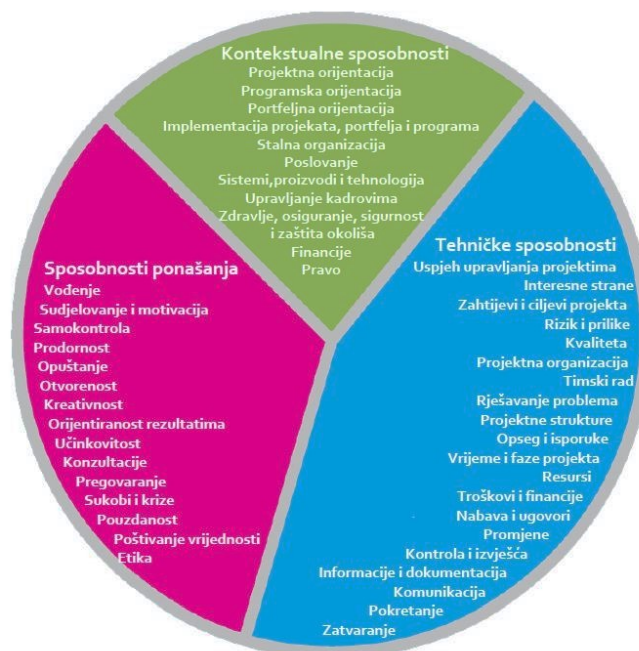 Kontekstualne sposobnosti
Projektna orijentacija
Programska orijentacija
Portfeljna orijentacija
Implementacija projekata, portfelja i programa
Stalna organizacija
Poslovanje
Sistemi,proizvodi i tehnologija
Upravljanje kadrovima
Zdravlje, osiguranje, sigurnost
i zaštita okoliša
Financije
Pravo
Sposobnosti ponašanja
Vođenje
Sudjelovanje i motivacija
Samokontrola
Prodornost
Opuštanje
Otvorenost
Kreativnost
Orijentiranost rezultatima
Učinkovitost
Konzultacije
Pregovaranje
Sukobi i krize
Pouzdanost
Poštivanje vrijednosti
Etika
Tehničke sposobnosti
Uspjeh upravljanja projektima
Interesne strane
Zahtijevi i ciljevi projekta
Rizik i prilike
Kvaliteta
Projektna organizacija
Timski rad
Rješavanje problema
Projektne strukture
Opseg i isporuke
Vrijeme i faze projekta
Resursi
Troškovi i financije
Nabava i ugovori
Promjene
Kontrola i izvješća
Informacije i dokumentacija
Komunikacija
Pokretanje
Zatvaranje